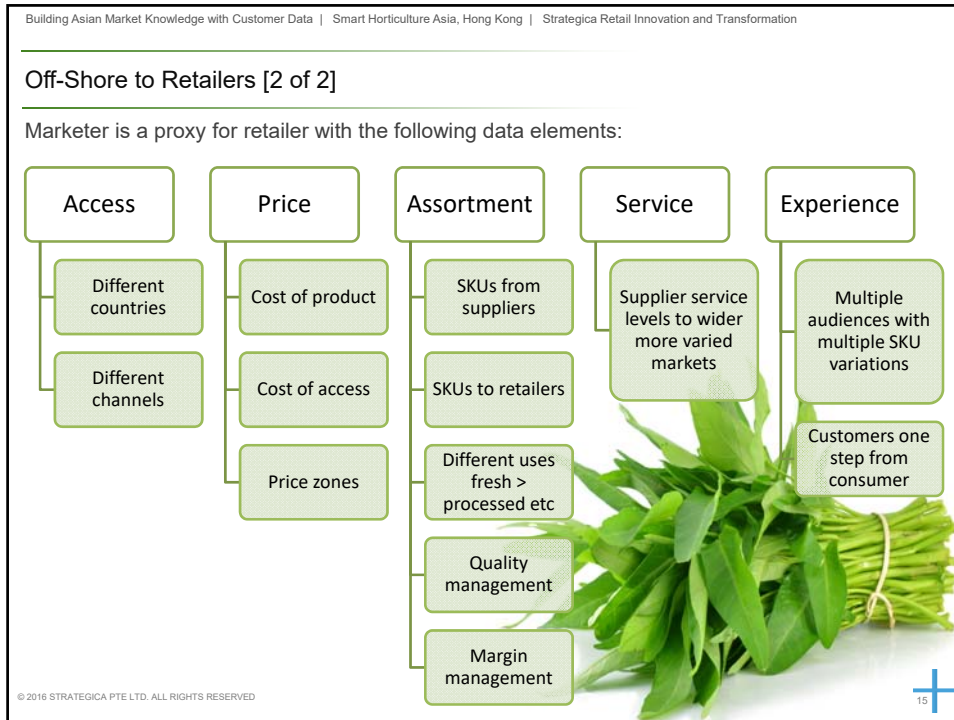 Building Asian Market Knowledge with Customer Data | Smart Horticulture Asia, Hong Kong | Strategica Retail Innovation and Transformation
Off-Shore to Retailers [2 of 2]
Marketer is a proxy for retailer with the following data elements:
Access
Different
countries
Different
channels
Price
Cost of product
Cost of access
Price zones
Assortment
SKUs from
suppliers
SKUs to retailers
Different uses
fresh >
processed etc
Quality
management
Margin
management
Service
Supplier service
levels to wider
more varied
markets
Experience
Multiple
audiences with
multiple SKU
variations
Customers one
step from
consumer
© 2016 STRATEGICA PTE LTD. ALL RIGHTS RESERVED
15